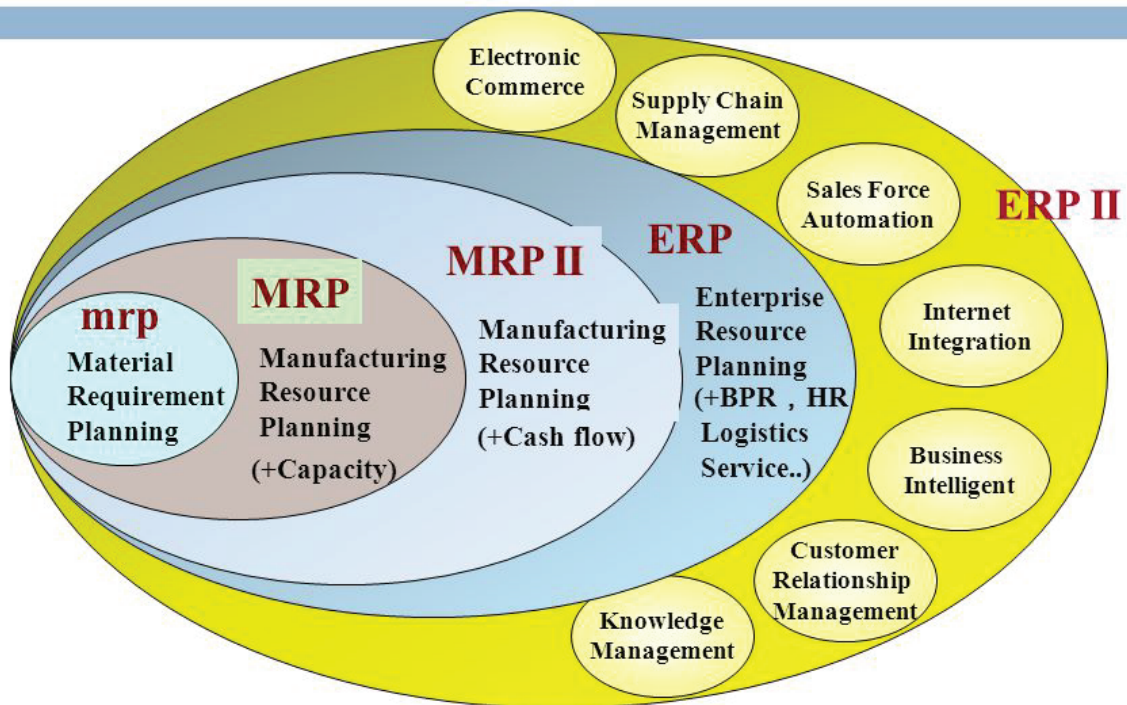 Electronic
Commerce
Supply Chain
Management
Sales Force
Automation
ERP II
Internet
Integration
Business
Intelligent
Customer
Relationship
Management
Knowledge
Management
ERP
Enterprise
Resource
Planning
(+BPR , HR
Logistics
Service..)
MRP II
Manufacturing
Resource
Planning
(+Cash flow)
MRP
Manufacturing
Resource
Planning
(+Capacity)
mrp
Material
Requirement
Planning